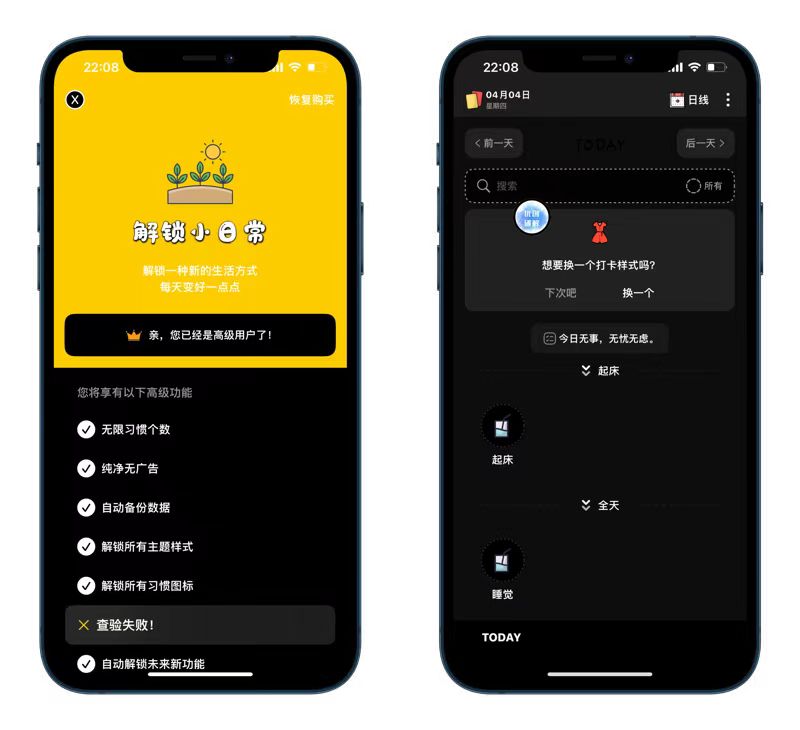 22:08
X
恢复购买
解锁小日常
解锁一种新的生活方式
每天变好一点点
亲，您已经是高级用户了！
您将享有以下高级功能
无限习惯个数
纯净无广告
自动备份数据
解锁所有主题样式
解锁所有习惯图标
查验失败！
自动解锁未来新功能
22:08
04月04日
星期四
日线
前一天
TODAY
后一天
搜索
所有
想要换一个打卡样式吗？
下次吧
换一个
今日无事，无忧无虑。
起床
起床
全天
睡觉
TODAY